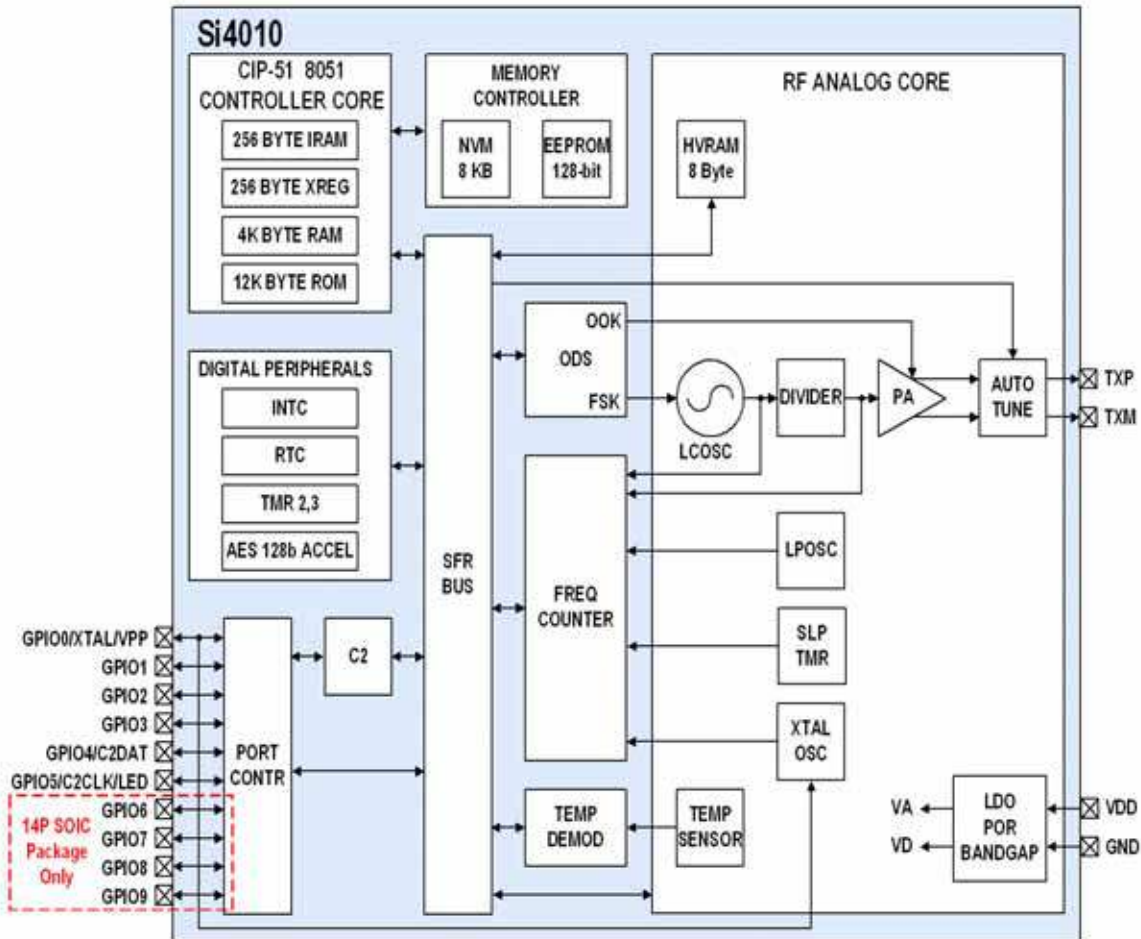 Si4010
CIP-51 8051
CONTROLLER CORE
256 BYTE IRAM
256 BYTE XREG
4K BYTE RAM
12K BYTE ROM
MEMORY
CONTROLLER
NVM
8 KB
EEPROM
128-bit
RF ANALOG CORE
HVRAM
8 Byte
DIGITAL PERIPHERALS
INTC
RTC
TMR 2,3
AES 128b ACCEL
SFR
BUS
OOK
ODS
FSK
LCOSC
DIVIDER
PA
AUTO
TUNE
TXP
TXM
FREQ
COUNTER
LPOSC
SLP
TMR
XTAL
OSC
GPIO0/XTAL/VPP
GPIO1
GPIO2
GPIO3
GPIO4/C2DAT
GPIO5/C2CLK/LED
GPIO6
GPIO7
GPIO8
GPIO9
14P SOIC
Package
Only
PORT
CONTR
C2
TEMP
DEMOD
TEMP
SENSOR
VA
VD
LDO
POR
BANDGAP
VDD
GND